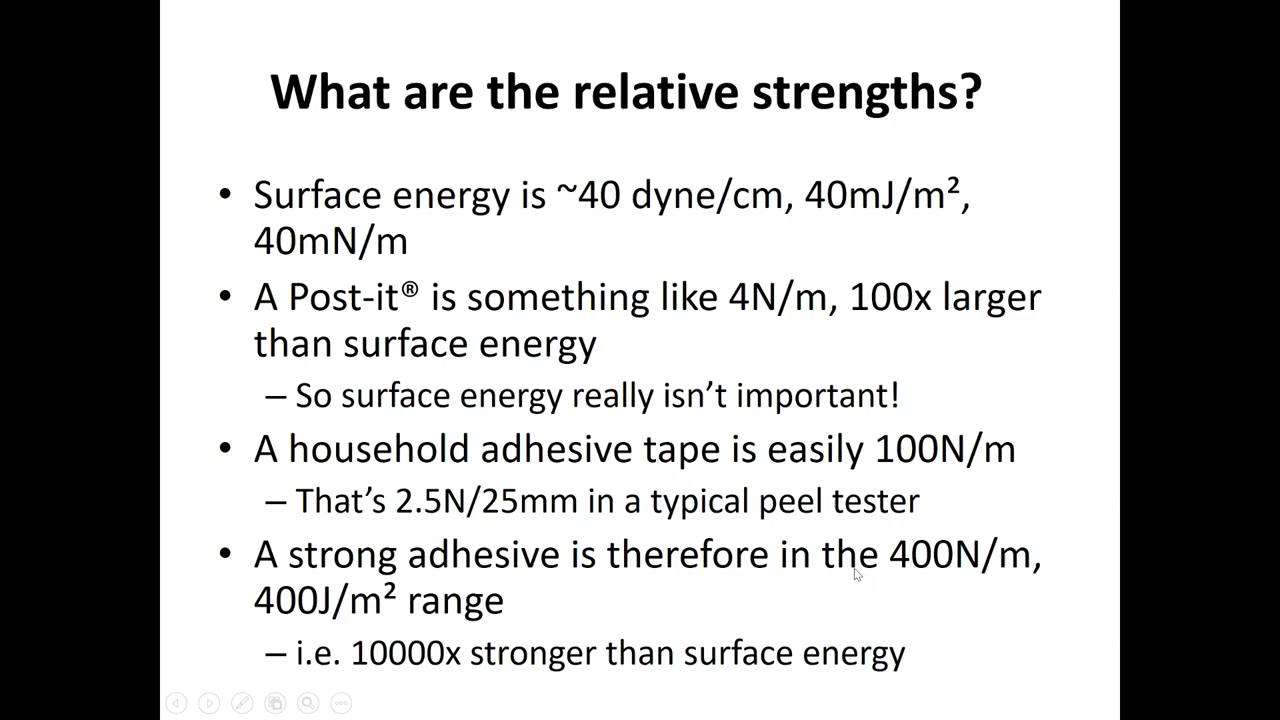 What are the relative strengths?
• Surface energy is ~40 dyne/cm, 40mJ/m²,
40mN/m
• A Post-it® is something like 4N/m, 100x larger
than surface energy
– So surface energy really isn’t important!
• A household adhesive tape is easily 100N/m
– That’s 2.5N/25mm in a typical peel tester
• A strong adhesive is therefore in the 400N/m,
400J/m² range
– i.e. 10000x stronger than surface energy